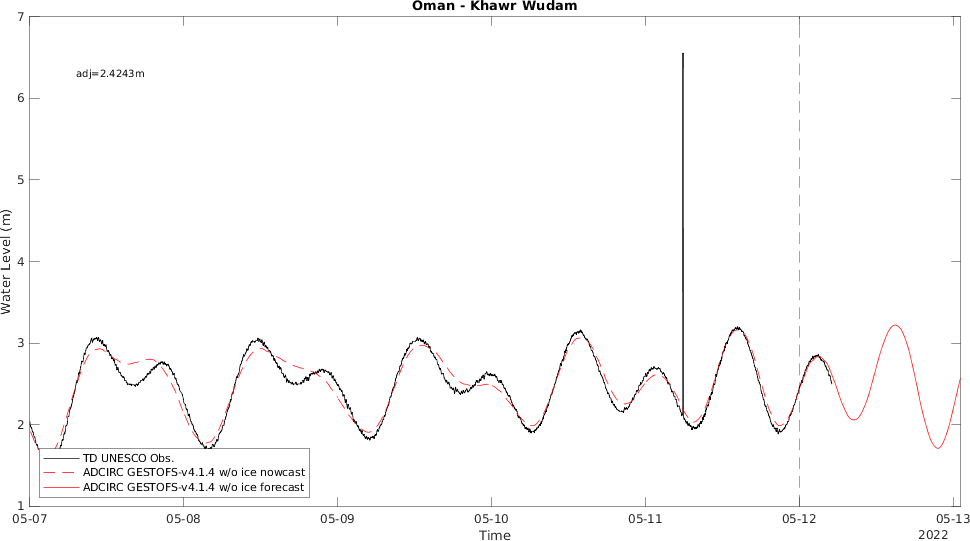 Oman - Khawr Wudam
7
adj=2.4243m
6
5
4
3
2
1
Water Level (m)
TD UNESCO Obs.
ADCIRC GESTOFS-v4.1.4 w/o ice nowcast
ADCIRC GESTOFS-v4.1.4 w/o ice forecast
05-07 05-08 05-09 05-10 05-11 05-12 05-13
Time
2022